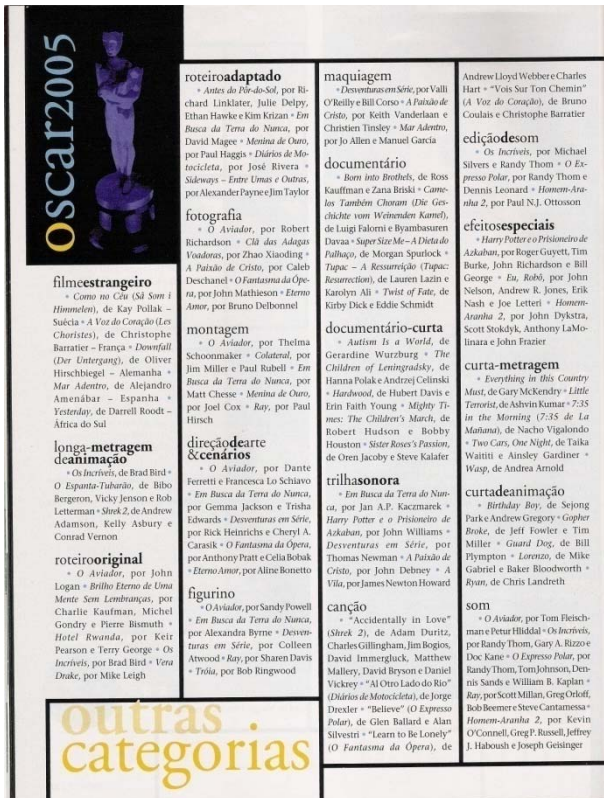 Oscar2005
filmeestrangeiro
• Como no Céu (Så Som i
Himmelen), de Kay Pollak –
Suécia • A Voz do Coração (Les
Choristes), de Christophe
Barratier – França • Downfall
(Der Untergang), de Oliver
Hirschbiegel – Alemanha •
Mar Adentro, de Alejandro
Amenábar – Espanha •
Yesterday, de Darrell Roodt –
África do Sul
longa-metragem
deanimação
• Os Incríveis, de Brad Bird •
O Espanta-Tubarão, de Bibo
Bergeron, Vicky Jenson e Rob
Letterman • Shrek 2, de Andrew
Adamson, Kelly Asbury e
Conrad Vernon
roteirooriginal
• O Aviador, por John
Logan • Brilho Eterno de Uma
Mente Sem Lembranças, por
Charlie Kaufman, Michel
Gondry e Pierre Bismuth •
Hotel Rwanda, por Keir
Pearson e Terry George • Os
Incríveis, por Brad Bird • Vera
Drake, por Mike Leigh
roteiroadaptado
• Antes do Pôr-do-Sol, por Ri-
chard Linklater, Julie Delpy,
Ethan Hawke e Kim Krizan • Em
Busca da Terra do Nunca, por
David Magee • Menina de Ouro,
por Paul Haggis • Diários de Mo-
tocicleta, por José Rivera •
Sideways – Entre Umas e Outras,
por Alexander Payne e Jim Taylor
fotografia
• O Aviador, por Robert
Richardson • Clã das Adagas
Voadoras, por Zhao Xiaoding •
A Paixão de Cristo, por Caleb
Deschanel • O Fantasma da Ópe-
ra, por John Mathieson • Eterno
Amor, por Bruno Delbonnel
montagem
• O Aviador, por Thelma
Schoonmaker • Colateral, por
Jim Miller e Paul Rubell • Em
Busca da Terra do Nunca, por
Matt Chesse • Menina de Ouro,
por Joel Cox • Ray, por Paul
Hirsch
direçãodearte
&cenários
• O Aviador, por Dante
Ferretti e Francesca Lo Schiavo
• Em Busca da Terra do Nunca,
por Gemma Jackson e Trisha
Edwards • Desventuras em Série,
por Rick Heinrichs e Cheryl A.
Carasik • O Fantasma da Ópera,
por Anthony Pratt e Celia Bobak
• Eterno Amor, por Aline Bonetto
figurino
• O Aviador, por Sandy Powell
• Em Busca da Terra do Nunca,
por Alexandra Byrne • Desven-
turas em Série, por Colleen
Atwood • Ray, por Sharen Davis
• Tróia, por Bob Ringwood
maquiagem
• Desventuras em Série, por Valli
O'Reilly e Bill Corso • A Paixão de
Cristo, por Keith Vanderlaan e
Christien Tinsley • Mar Adentro,
por Jo Allen e Manuel García
documentário
• Born into Brothels, de Ross
Kauffman e Zana Briski • Came-
los Também Choram (Die Ges-
chichte vom Weinenden Kamel),
de Luigi Falorni e Byambasuren
Davaa • Super Size Me – A Dieta do
Palhaço, de Morgan Spurlock •
Tupac – A Ressurreição (Tupac:
Resurrection), de Lauren Lazin e
Karolyn Ali • Twist of Fate, de
Kirby Dick e Eddie Schmidt
documentário-curta
• Autism Is a World, de
Gerardine Wurzburg • The
Children of Leningradsky, de
Hanna Polak e Andrzej Celinski
• Hardwood, de Hubert Davis e
Erin Faith Young • Mighty Ti-
mes: The Children's March, de
Robert Hudson e Bobby
Houston • Sister Roses's Passion,
de Oren Jacoby e Steve Kalafer
trilhasonora
• Em Busca da Terra do Nun-
ca, por Jan A.P. Kaczmarek •
Harry Potter e o Prisioneiro de
Azkaban, por John Williams •
Desventuras em Série, por
Thomas Newman • A Paixão de
Cristo, por John Debney • A
Vila, por James Newton Howard
canção
• "Accidentally in Love"
(Shrek 2), de Adam Duritz,
Charles Gillingham, Jim Bogios,
David Immergluck, Matthew
Mallery, David Bryson e Daniel
Vickrey • "Al Otro Lado do Rio"
(Diários de Motocicleta), de Jorge
Drexler • "Believe" (O Expresso
Polar), de Glen Ballard e Alan
Silvestri • "Learn to Be Lonely"
(O Fantasma da Ópera), de
Andrew Lloyd Webber e Charles
Hart • "Vois Sur Ton Chemin"
(A Voz do Coração), de Bruno
Coulais e Christophe Barratier
ediçãodesom
• Os Incríveis, por Michael
Silvers e Randy Thom • O Ex-
presso Polar, por Randy Thom e
Dennis Leonard • Homem-Ara-
nha 2, por Paul N.J. Ottosson
efeitosespeciais
• Harry Potter e o Prisioneiro de
Azkaban, por Roger Guyett, Tim
Burke, John Richardson e Bill
George • Eu, Robô, por John
Nelson, Andrew R. Jones, Erik
Nash e Joe Letteri • Homem-
Aranha 2, por John Dykstra,
Scott Stokdyk, Anthony LaMo-
linara e John Frazier
curta-metragem
• Everything in this Country
Must, de Gary McKendry • Little
Terrorist, de Ashvin Kumar • 7:35
in the Morning (7:35 de La
Mañana), de Nacho Vigalondo
• Two Cars, One Night, de Taika
Waititi e Ainsley Gardiner •
Wasp, de Andrea Arnold
curtadeanimação
• Birthday Boy, de Sejong
Park e Andrew Gregory • Gopher
Broke, de Jeff Fowler e Tim
Miller • Guard Dog, de Bill
Plympton • Lorenzo, de Mike
Gabriel e Baker Bloodworth •
Ryan, de Chris Landreth
som
• O Aviador, por Tom Fleisch-
man e Petur Hliddal • Os Incríveis,
por Randy Thom, Gary A. Rizzo e
Doc Kane • O Expresso Polar, por
Randy Thom, Tom Johnson, Den-
nis Sands e William B. Kaplan •
Ray, por Scott Millan, Greg Orloff,
Bob Beemer e Steve Cantamessa •
Homem-Aranha 2, por Kevin
O'Connell, Greg P. Russell, Jeffrey
J. Haboush e Joseph Geisinger
outras
categorias